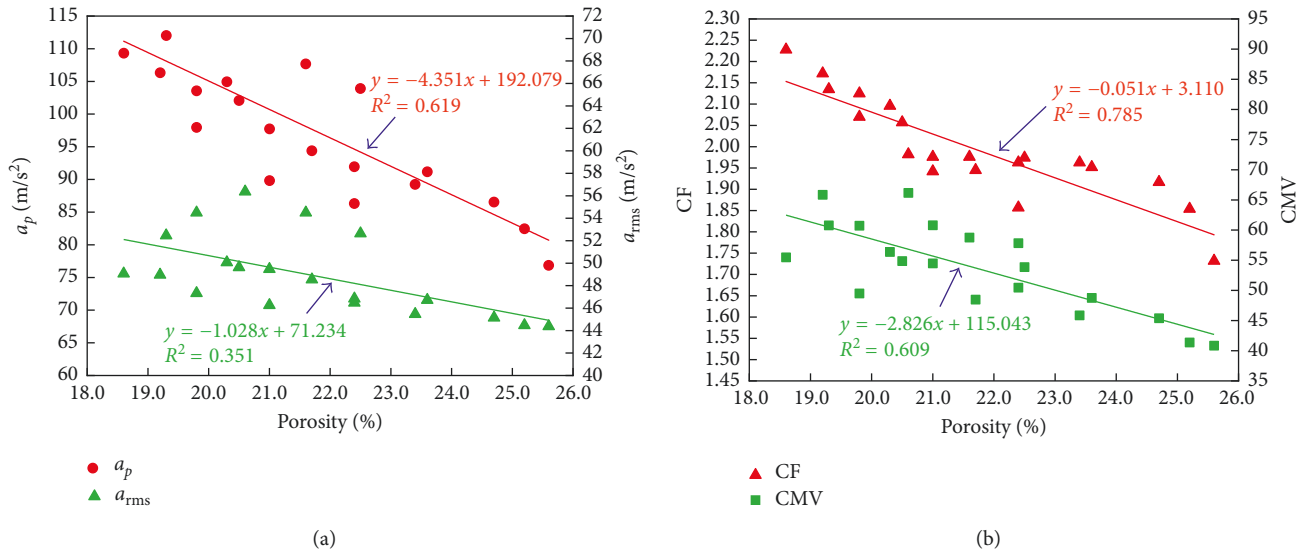 115
110
105
100
95
90
85
80
75
70
65
60
a_p (m/s²)
72
70
68
66
64
62
60
58
56
54
52
50
48
46
44
42
40
a_rms (m/s²)
y = −4.351x + 192.079
R² = 0.619
y = −1.028x + 71.234
R² = 0.351
18.0 19.0 20.0 21.0 22.0 23.0 24.0 25.0 26.0
Porosity (%)
a_p
a_rms
(a)
2.30
2.25
2.20
2.15
2.10
2.05
2.00
1.95
1.90
1.85
1.80
1.75
1.70
1.65
1.60
1.55
1.50
1.45
CF
95
90
85
80
75
70
65
60
55
50
45
40
35
CMV
y = −0.051x + 3.110
R² = 0.785
y = −2.826x + 115.043
R² = 0.609
18.0 19.0 20.0 21.0 22.0 23.0 24.0 25.0 26.0
Porosity (%)
CF
CMV
(b)